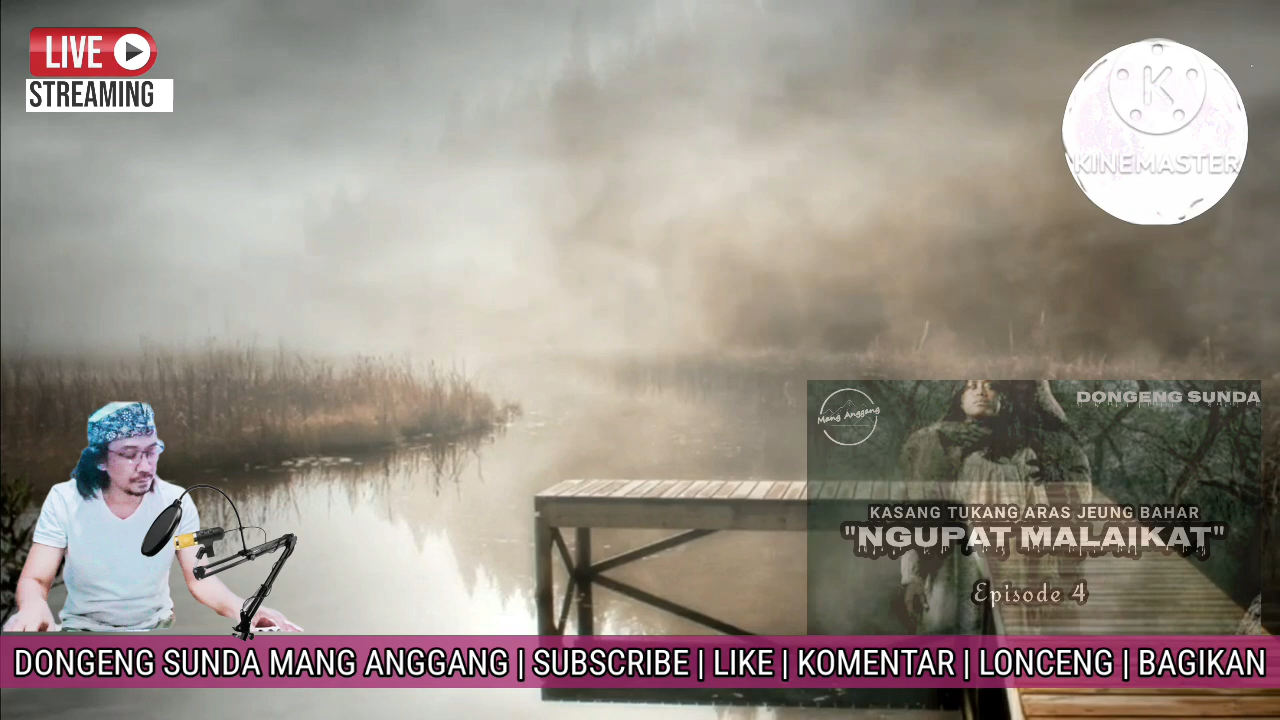 LIVE
STREAMING
K
KINEMASTER
Mang Anggang
DONGENG SUNDA
KASANG TUKANG ARAS JEUNG BAHAR
"NGUPAT MALAIKAT"
Episode 4
DONGENG SUNDA MANG ANGGANG | SUBSCRIBE | LIKE | KOMENTAR | LONCENG | BAGIKAN